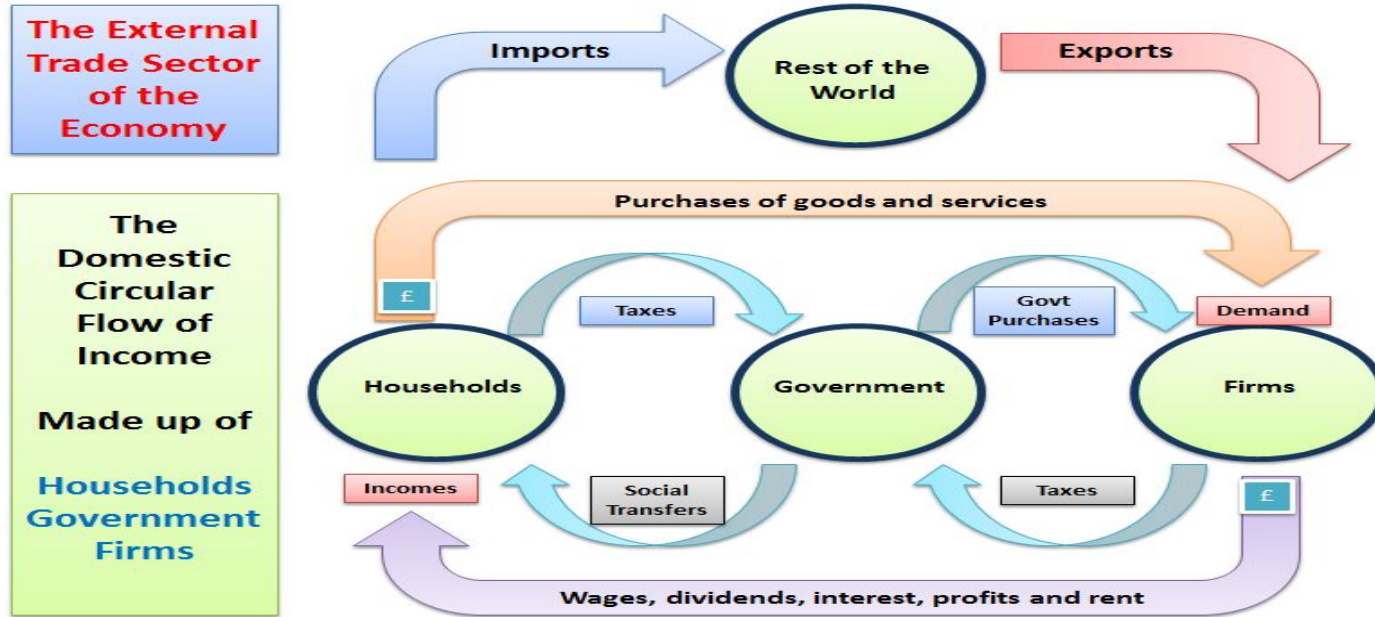 The External
Trade Sector
of the
Economy
Imports
Rest of the
World
Exports
The
Domestic
Circular
Flow of
Income
Made up of
Households
Government
Firms
Purchases of goods and services
£
Taxes
Govt
Purchases
Demand
Households
Government
Firms
Incomes
Social
Transfers
Taxes
£
Wages, dividends, interest, profits and rent